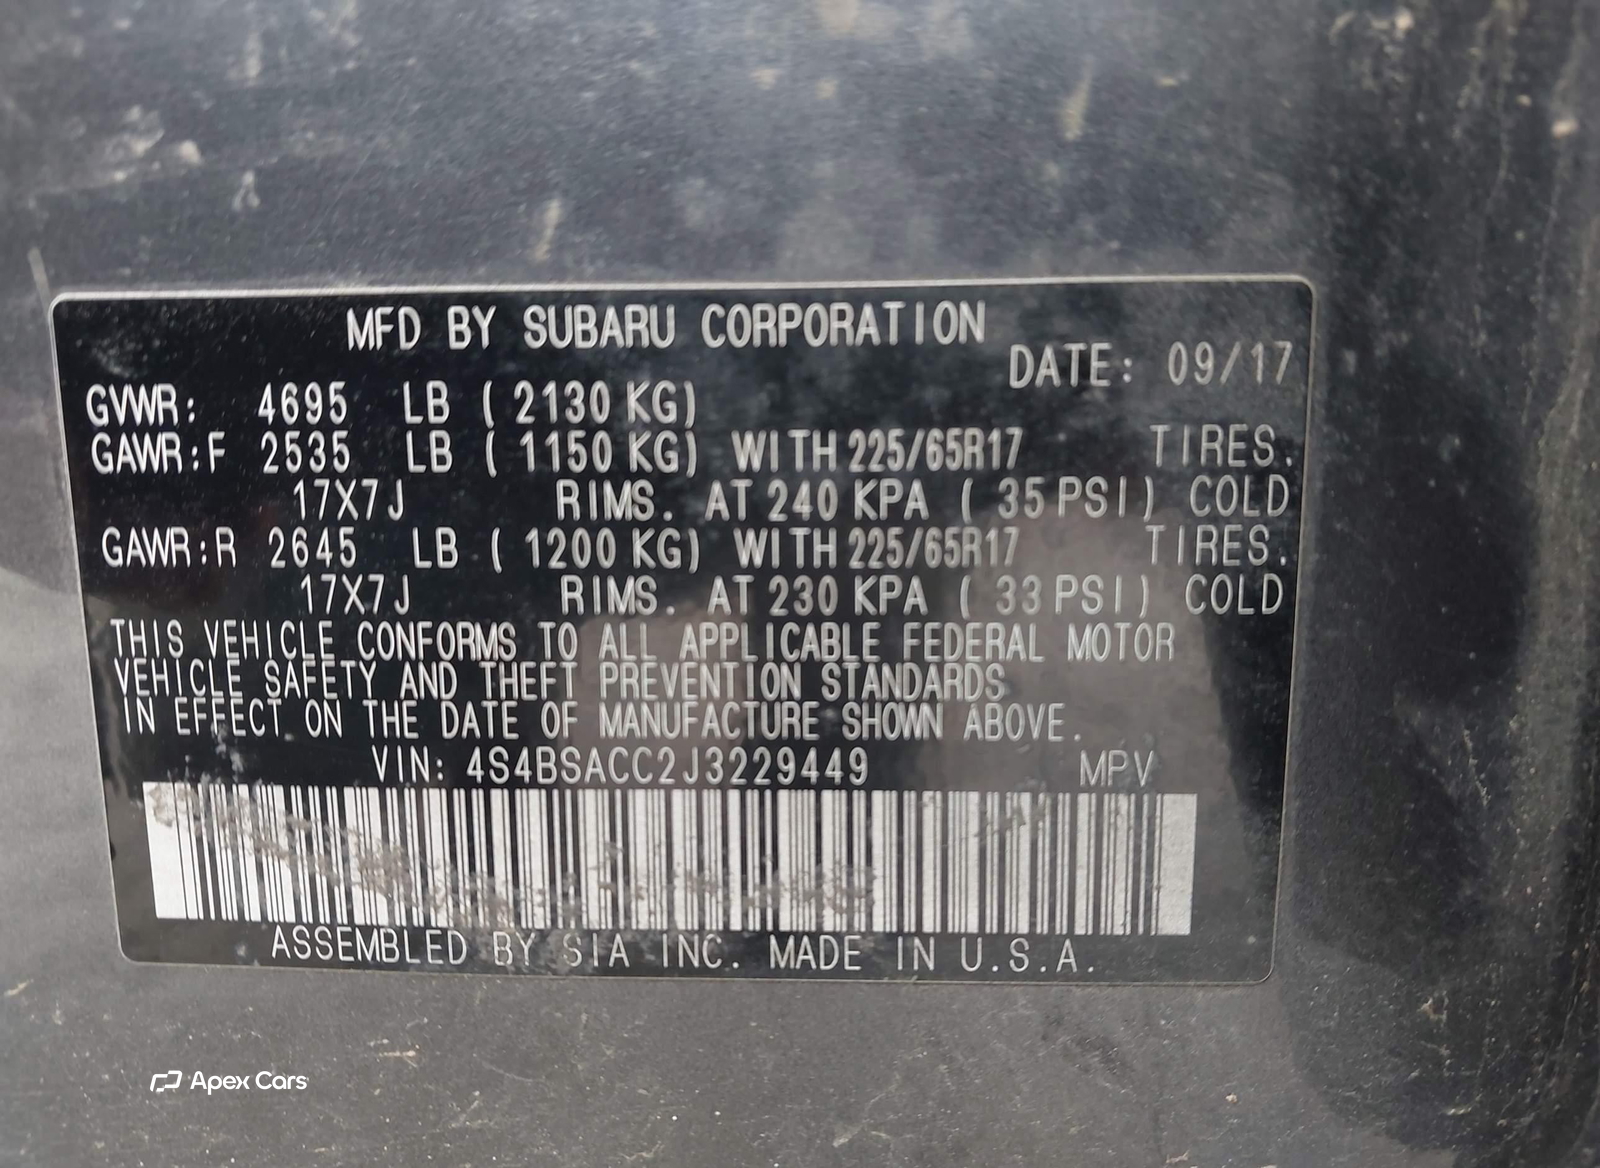 MFD BY SUBARU CORPORATION
DATE: 09/17
GVWR: 4695 LB ( 2130 KG)
GAWR:F 2535 LB ( 1150 KG) WITH 225/65R17 TIRES.
17X7J RIMS. AT 240 KPA ( 35 PSI) COLD
GAWR:R 2645 LB ( 1200 KG) WITH 225/65R17 TIRES.
17X7J RIMS. AT 230 KPA ( 33 PSI) COLD
THIS VEHICLE CONFORMS TO ALL APPLICABLE FEDERAL MOTOR
VEHICLE SAFETY AND THEFT PREVENTION STANDARDS
IN EFFECT ON THE DATE OF MANUFACTURE SHOWN ABOVE.
VIN: 4S4BSACC2J3229449 MPV
ASSEMBLED BY SIA INC. MADE IN U.S.A.
Apex Cars